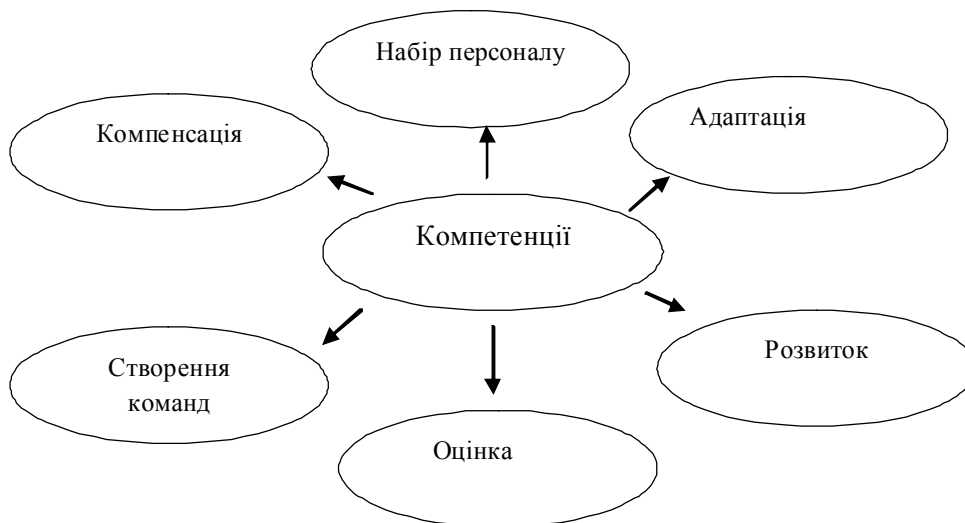 Набір персоналу
Компенсація
Адаптація
Компетенції
Створення
команд
Розвиток
Оцінка